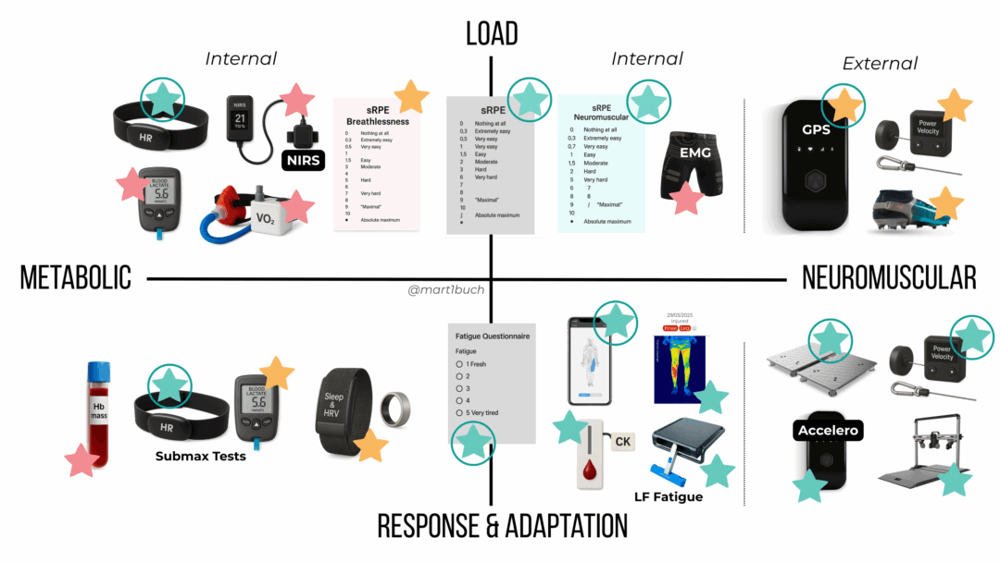 LOAD
Internal
Internal
External
HR
NIRS
21
NIRS
BLOOD
LACTATE
5.6
VO₂
sRPE
Breathlessness
0 Nothing at all
0.3 Extremely easy
0.5 Very easy
1
1,5 Easy
3 Moderate
4
5 Hard
6
7 Very hard
8
9 "Maximal"
10
• Absolute maximum
sRPE
0 Nothing at all
0,3 Extremely easy
0,5 Very easy
1 Very easy
1,5 Easy
2 Moderate
3 Hard
6 Very hard
7
8
9 "Maximal"
10
∫ Absolute maximum
•
sRPE
Neuromuscular
0 Nothing at all
0,3 Extremely easy
0,7 Very easy
1 Easy
1,5 Moderate
2 Hard
5 Very hard
6 7
8 8
9 ∫ "Maximal"
10
• Absolute maximum
EMG
GPS
Power
Velocity
METABOLIC
NEUROMUSCULAR
@mart1buch
Hb
mass
HR
BLOOD
LACTATE
5.6
Submax Tests
Sleep
&
HRV
Fatigue Questionnaire
Fatigue
1 Fresh
2
3
4
5 Very tired
29/03/2023
Injured
Knee
CK
LF Fatigue
Power
Velocity
Accelero
RESPONSE & ADAPTATION